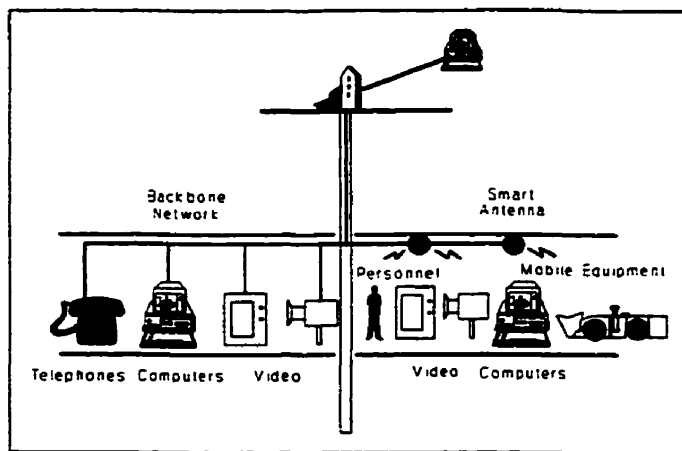 Backbone
Network
Smart
Antenna
Personnel
Mobile Equipment
Telephones Computers Video
Video Computers